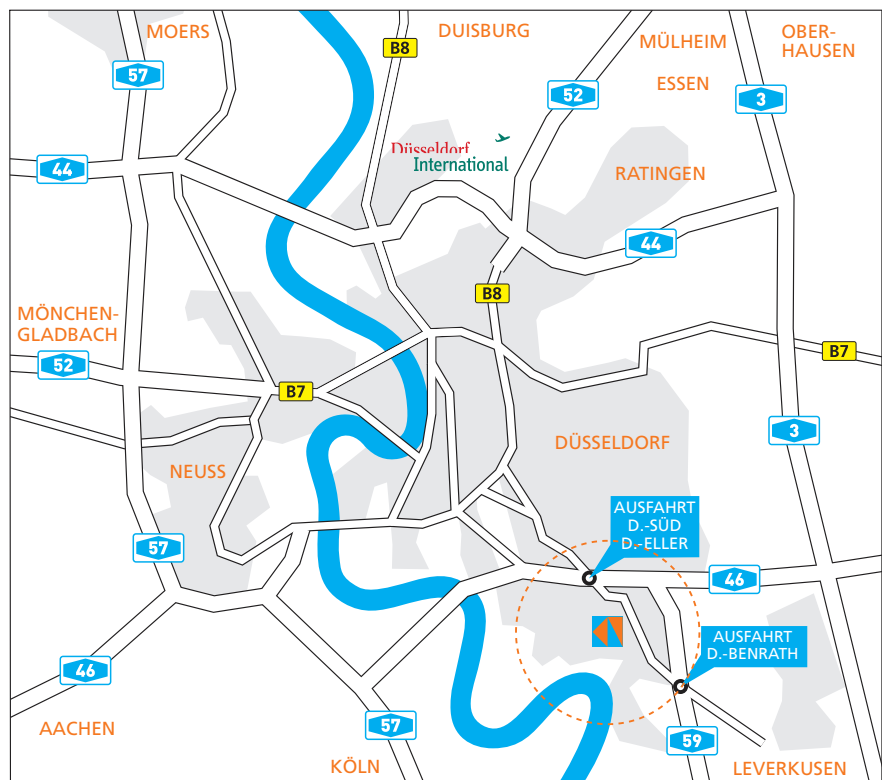 MOERS
DUISBURG
MÜLHEIM
OBER-
HAUSEN
B8
57
ESSEN
52
3
Düsseldorf
International
44
RATINGEN
44
B8
MÖNCHEN-
GLADBACH
B7
52
B7
3
DÜSSELDORF
NEUSS
AUSFAHRT
D.-SÜD
D.-ELLER
57
46
AUSFAHRT
D.-BENRATH
46
AACHEN
57
59
KÖLN
LEVERKUSEN